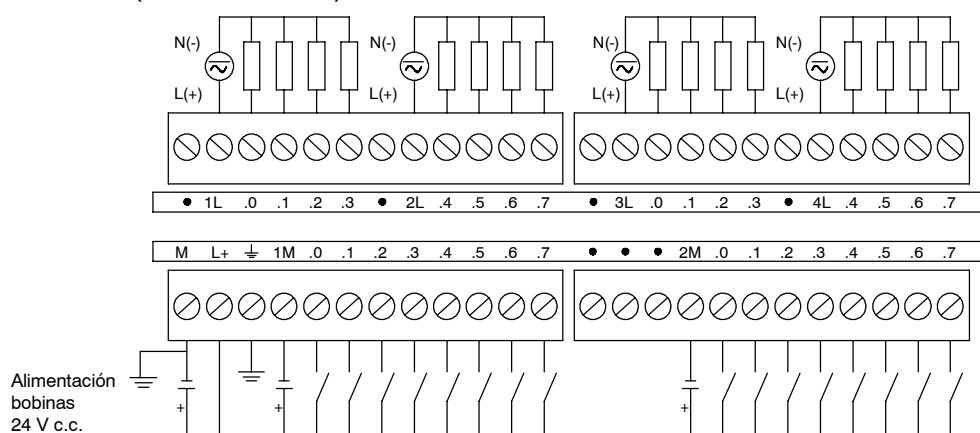 N(-) N(-) N(-) N(-)
L(+) L(+) L(+) L(+)
● 1L .0 .1 .2 .3 ● 2L .4 .5 .6 .7 ● 3L .0 .1 .2 .3 ● 4L .4 .5 .6 .7
M L+ ⏚ 1M .0 .1 .2 .3 .4 .5 .6 .7 ● ● ● 2M .0 .1 .2 .3 .4 .5 .6 .7
Alimentación
bobinas
24 V c.c.
+ + +